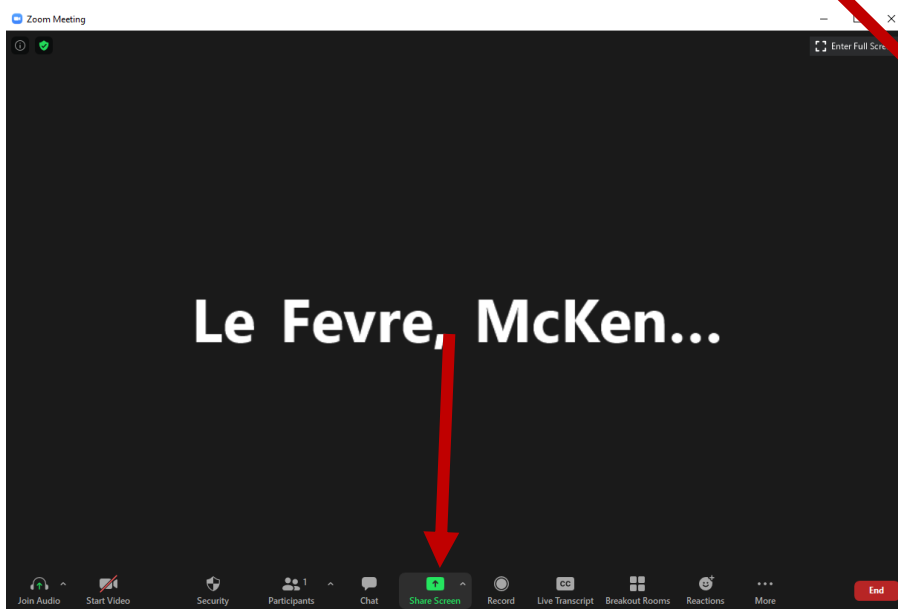 Zoom Meeting
Enter Full Scre
Le Fevre, McKen...
1
CC
Join Audio Start Video Security Participants Chat Share Screen Record Live Transcript Breakout Rooms Reactions More End